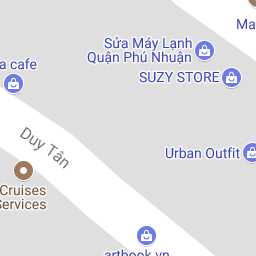 Ma
Sửa Máy Lạnh
Quận Phú Nhuận
a cafe
SUZY STORE
Duy Tân
Urban Outfit
Cruises
Services
artbook.vn